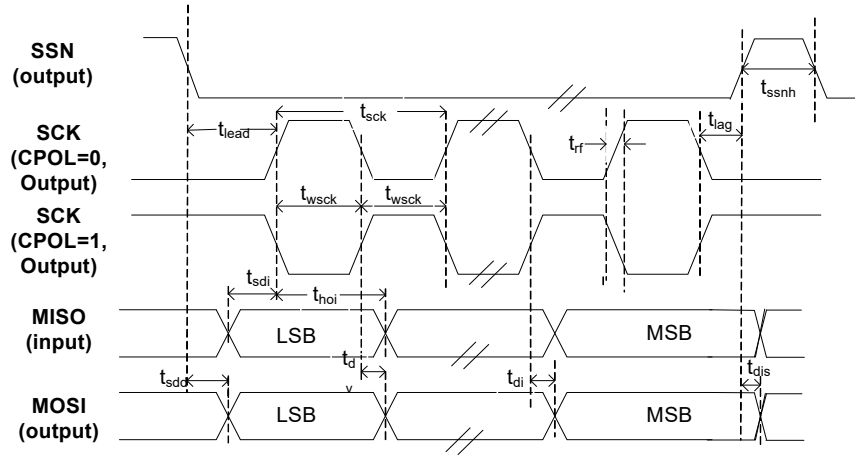 SSN
(output)
t_ssnh
t_sck
t_lead
t_lag
SCK
(CPOL=0,
Output)
t_rf
t_wsck
t_wsck
SCK
(CPOL=1,
Output)
t_sdi
t_hoi
MISO
(input)
LSB
MSB
t_d
v
t_sdd
t_di
t_dis
MOSI
(output)
LSB
MSB